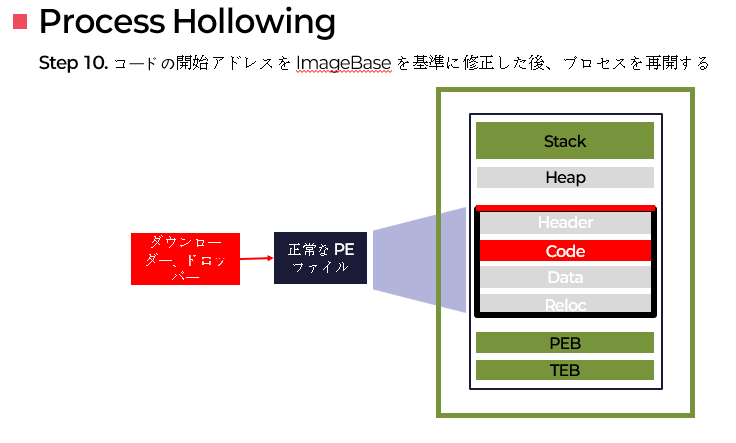 Process Hollowing
Step 10. コードの開始アドレスを ImageBase を基準に修正した後、プロセスを再開する
Stack
Heap
Header
ダウンロー
ダー、ドロッ
パー
正常な PE
ファイル
Code
Data
Reloc
PEB
TEB